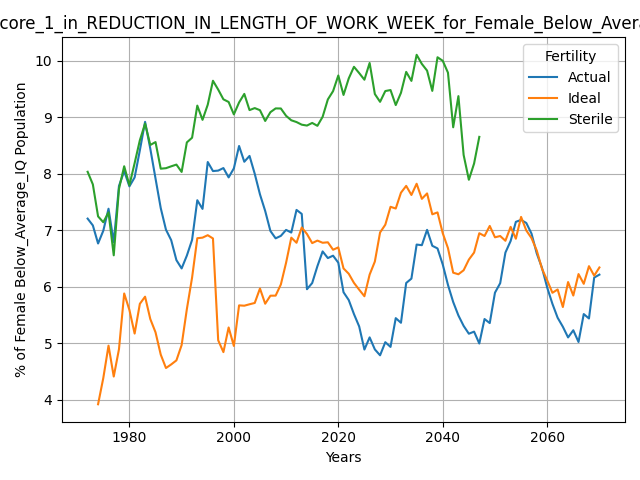 core_1_in_REDUCTION_IN_LENGTH_OF_WORK_WEEK_for_Female_Below_Avera
Fertility
Actual
Ideal
Sterile
% of Female Below_Average_IQ Population
10
9
8
7
6
5
4
1980 2000 2020 2040 2060
Years